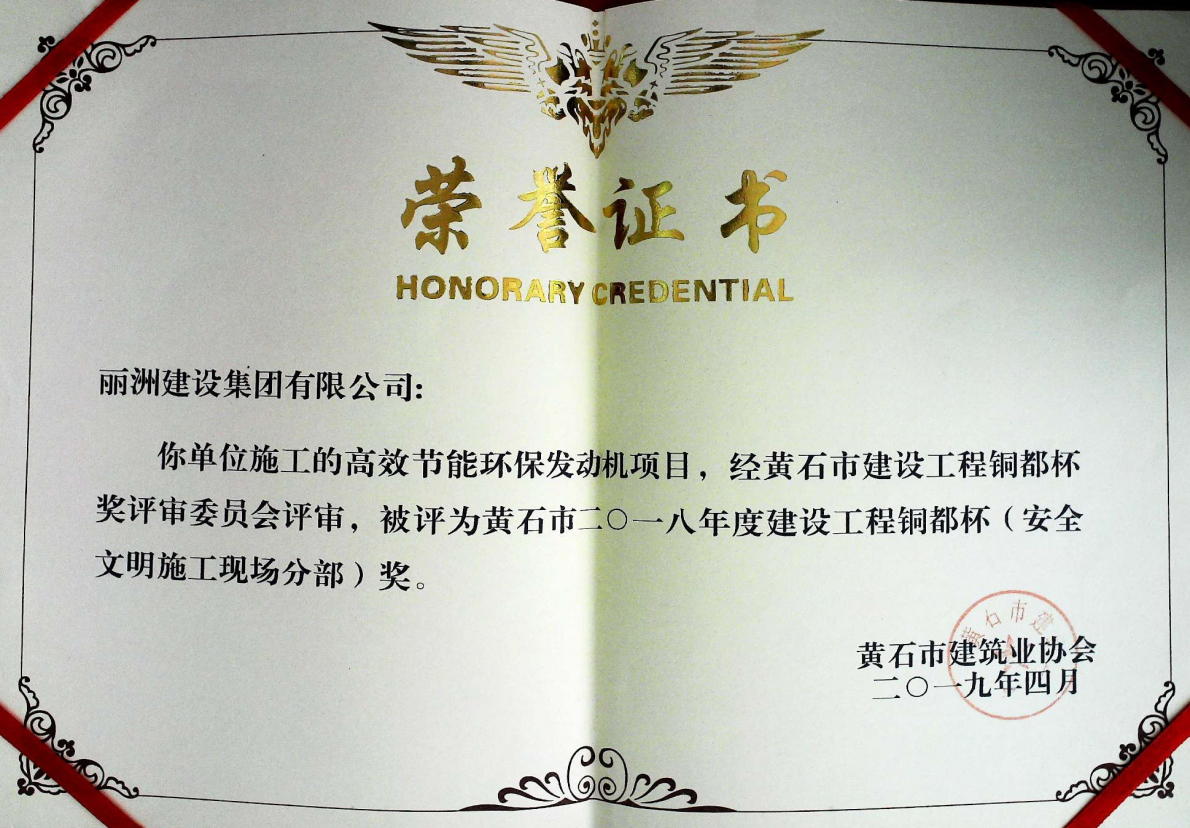 荣誉证书
HONORARY CREDENTIAL
丽洲建设集团有限公司:
你单位施工的高效节能环保发动机项目，经黄石市建设工程铜都杯
奖评审委员会评审，被评为黄石市二〇一八年度建设工程铜都杯（安全
文明施工现场分部）奖。
黄石市建
黄石市建筑业协会
二〇一九年四月